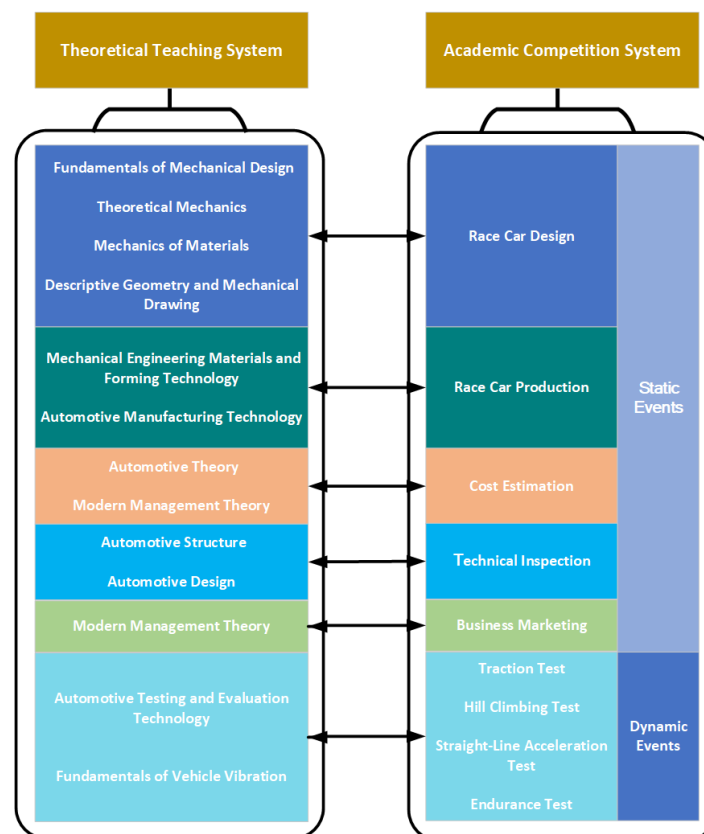 Theoretical Teaching System
Academic Competition System
Fundamentals of Mechanical Design
Theoretical Mechanics
Mechanics of Materials
Descriptive Geometry and Mechanical
Drawing
Race Car Design
Mechanical Engineering Materials and
Forming Technology
Automotive Manufacturing Technology
Race Car Production
Static
Events
Automotive Theory
Modern Management Theory
Cost Estimation
Automotive Structure
Automotive Design
Technical Inspection
Modern Management Theory
Business Marketing
Automotive Testing and Evaluation
Technology
Fundamentals of Vehicle Vibration
Traction Test
Hill Climbing Test
Straight-Line Acceleration
Test
Endurance Test
Dynamic
Events